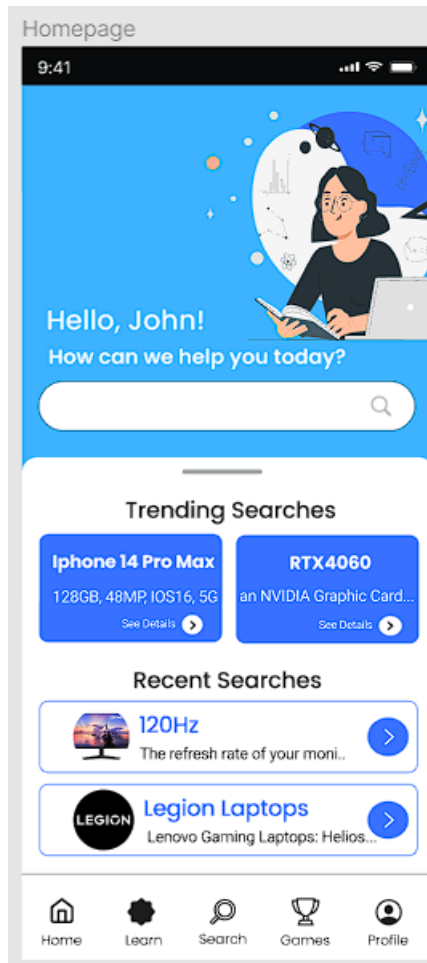 Homepage
9:41
Hello, John!
How can we help you today?
Trending Searches
Iphone 14 Pro Max
128GB, 48MP, IOS16, 5G
See Details
RTX4060
an NVIDIA Graphic Card...
See Details
Recent Searches
120Hz
The refresh rate of your moni..
LEGION
Legion Laptops
Lenovo Gaming Laptops: Helios...
Home
Learn
Search
Games
Profile